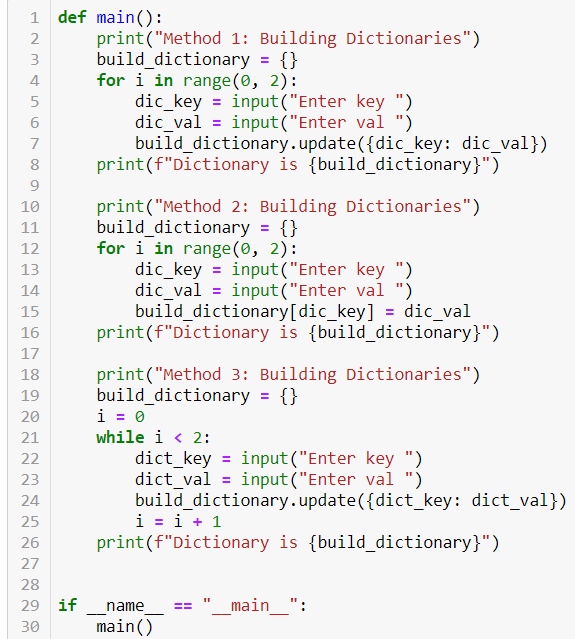 1 def main():
2     print("Method 1: Building Dictionaries")
3     build_dictionary = {}
4     for i in range(0, 2):
5         dic_key = input("Enter key ")
6         dic_val = input("Enter val ")
7         build_dictionary.update({dic_key: dic_val})
8     print(f"Dictionary is {build_dictionary}")
9
10     print("Method 2: Building Dictionaries")
11     build_dictionary = {}
12     for i in range(0, 2):
13         dic_key = input("Enter key ")
14         dic_val = input("Enter val ")
15         build_dictionary[dic_key] = dic_val
16     print(f"Dictionary is {build_dictionary}")
17
18     print("Method 3: Building Dictionaries")
19     build_dictionary = {}
20     i = 0
21     while i < 2:
22         dict_key = input("Enter key ")
23         dict_val = input("Enter val ")
24         build_dictionary.update({dict_key: dict_val})
25         i = i + 1
26     print(f"Dictionary is {build_dictionary}")
27
28
29 if __name__ == "__main__":
30     main()